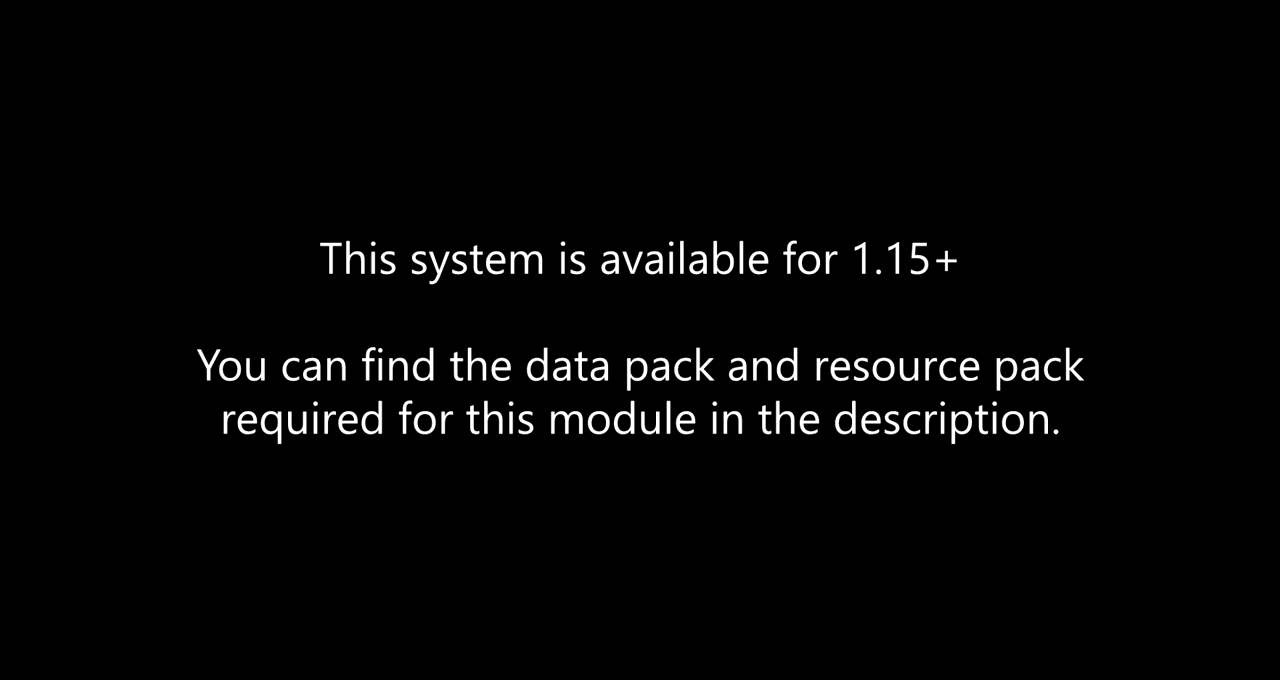 This system is available for 1.15+
You can find the data pack and resource pack
required for this module in the description.